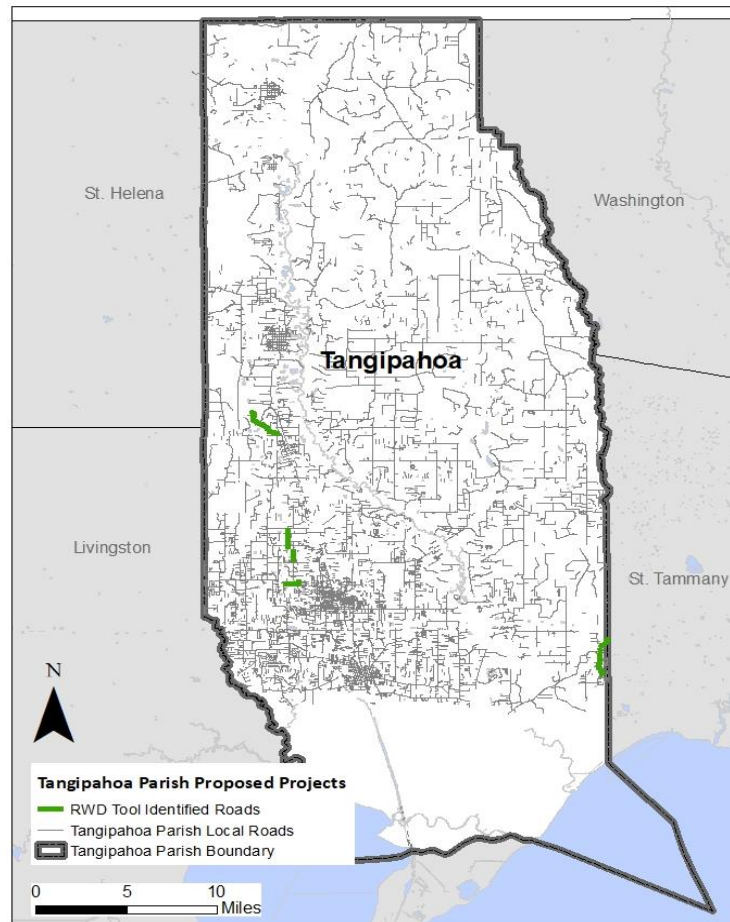 St. Helena
Washington
Tangipahoa
Livingston
St. Tammany
N
Tangipahoa Parish Proposed Projects
RWD Tool Identified Roads
Tangipahoa Parish Local Roads
Tangipahoa Parish Boundary
0 5 10
Miles